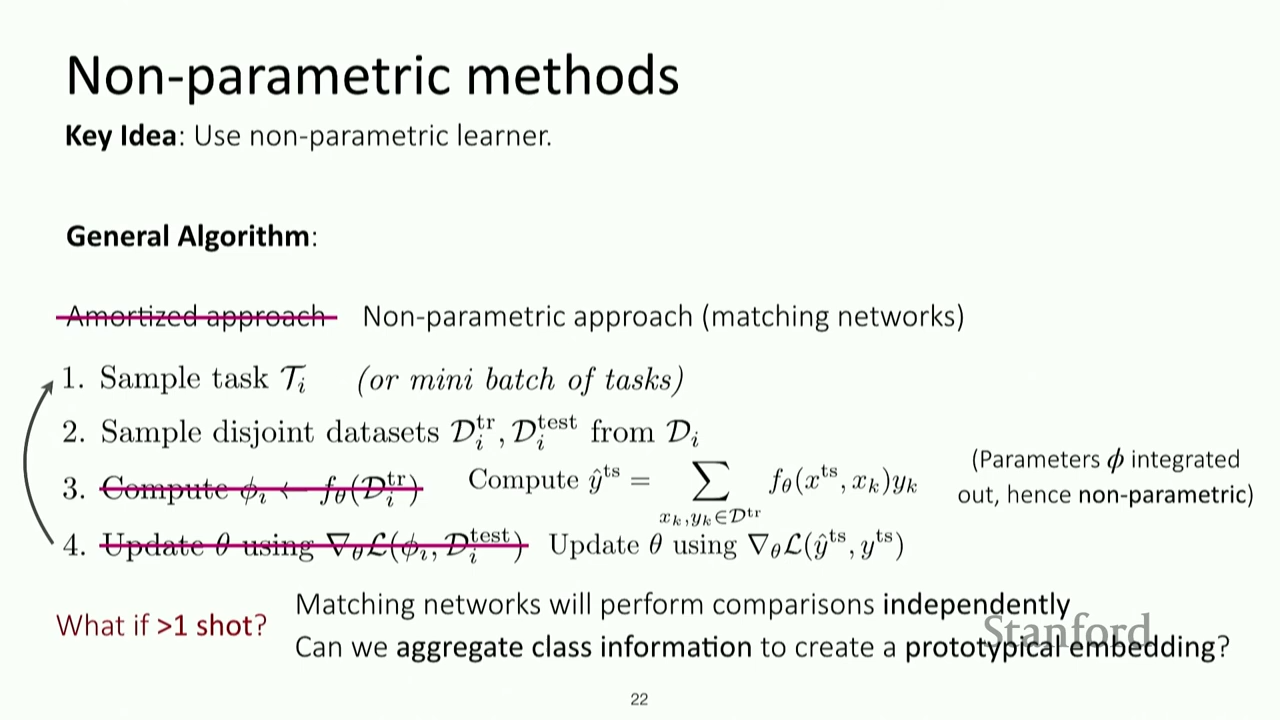 Non-parametric methods
Key Idea: Use non-parametric learner.
General Algorithm:
Amortized approach Non-parametric approach (matching networks)
1. Sample task 𝒯ᵢ (or mini batch of tasks)
2. Sample disjoint datasets 𝒟ᵢᵗʳ, 𝒟ᵢᵗᵉˢᵗ from 𝒟ᵢ
3. Compute ϕᵢ ← f_θ(𝒟ᵢᵗʳ) Compute ŷᵗˢ = ∑_{xₖ,yₖ∈𝒟ᵗʳ} f_θ(xᵗˢ, xₖ)yₖ
(Parameters ϕ integrated
out, hence non-parametric)
4. Update θ using ∇_θℒ(ϕᵢ, 𝒟ᵢᵗᵉˢᵗ) Update θ using ∇_θℒ(ŷᵗˢ, yᵗˢ)
What if >1 shot?
Matching networks will perform comparisons independently
Can we aggregate class information to create a prototypical embedding?
Stanford
22